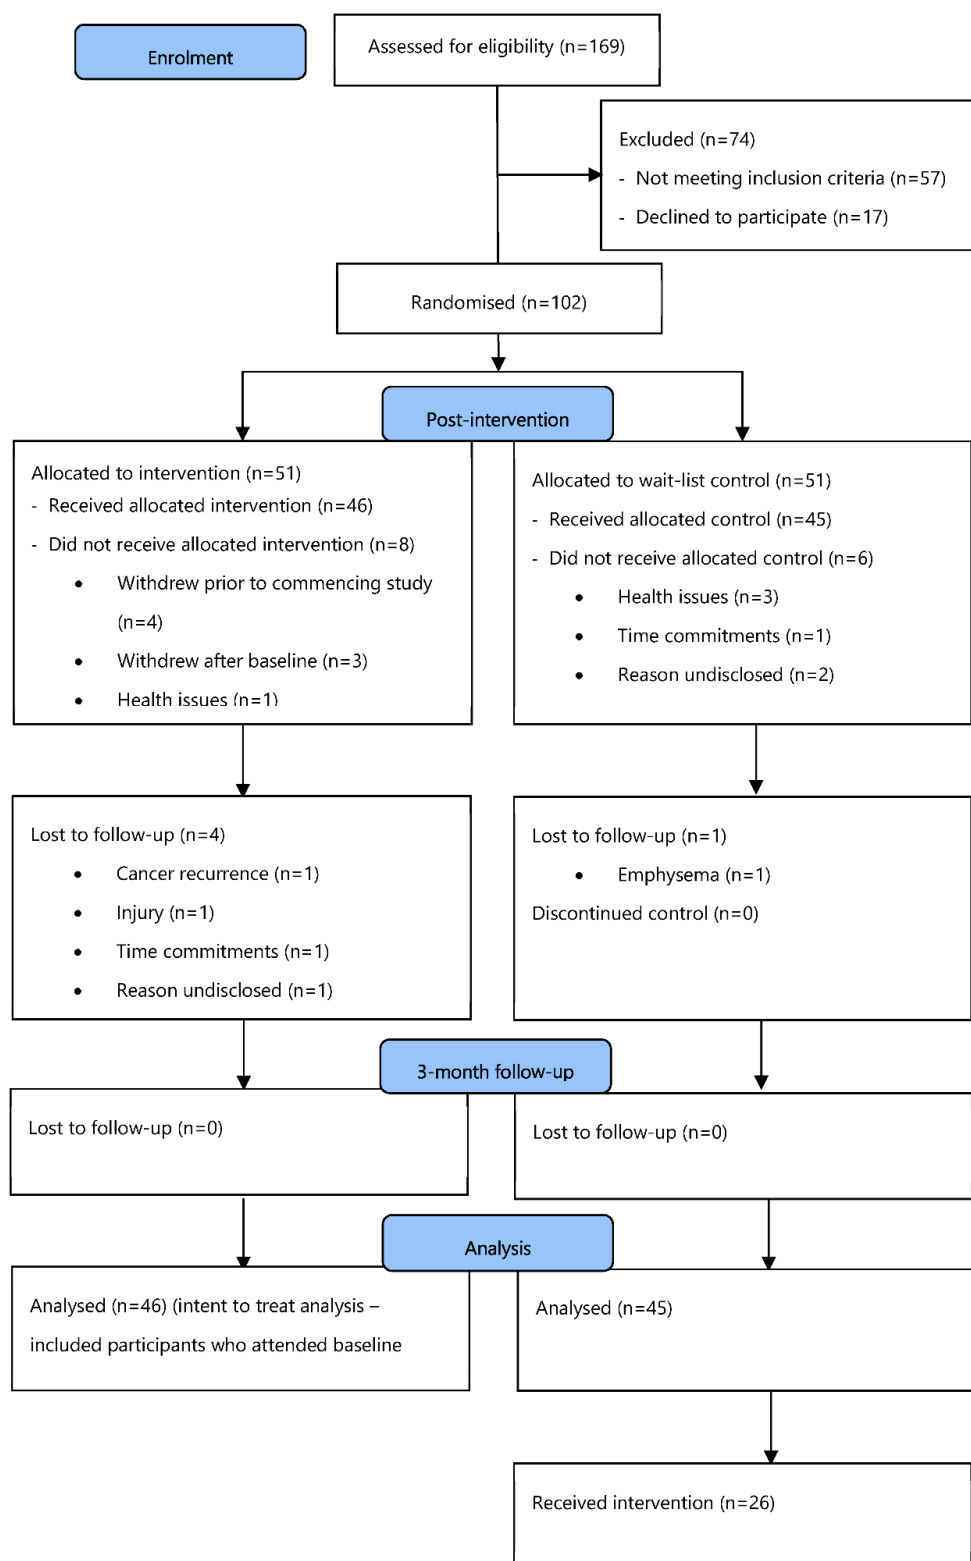 Enrolment
Assessed for eligibility (n=169)
Excluded (n=74)
- Not meeting inclusion criteria (n=57)
- Declined to participate (n=17)
Randomised (n=102)
Post-intervention
Allocated to intervention (n=51)
- Received allocated intervention (n=46)
- Did not receive allocated intervention (n=8)
• Withdrew prior to commencing study
(n=4)
• Withdrew after baseline (n=3)
• Health issues (n=1)
Allocated to wait-list control (n=51)
- Received allocated control (n=45)
- Did not receive allocated control (n=6)
• Health issues (n=3)
• Time commitments (n=1)
• Reason undisclosed (n=2)
Lost to follow-up (n=4)
• Cancer recurrence (n=1)
• Injury (n=1)
• Time commitments (n=1)
• Reason undisclosed (n=1)
Lost to follow-up (n=1)
• Emphysema (n=1)
Discontinued control (n=0)
3-month follow-up
Lost to follow-up (n=0)
Lost to follow-up (n=0)
Analysis
Analysed (n=46) (intent to treat analysis –
included participants who attended baseline
Analysed (n=45)
Received intervention (n=26)